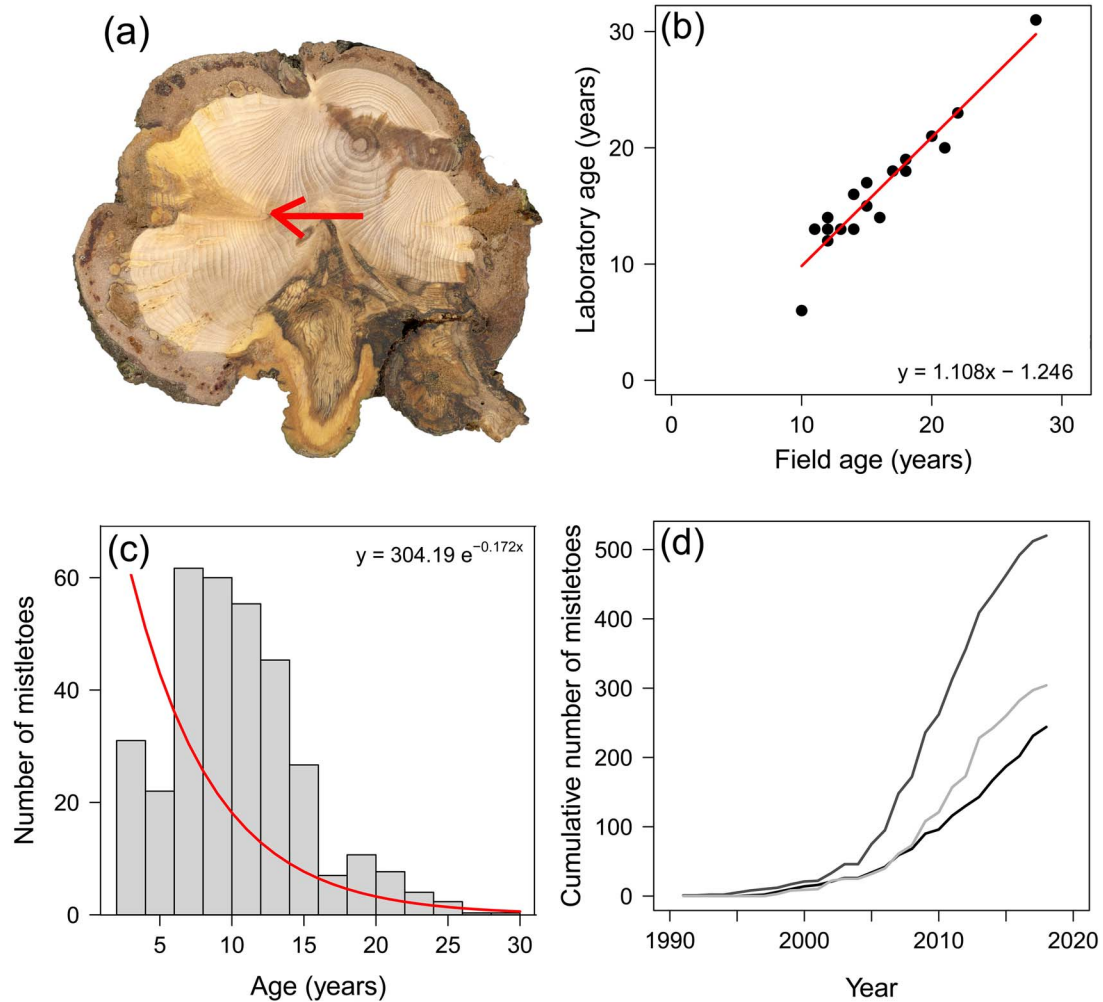 (a)
(b)
Laboratory age (years)
30
20
10
0
y = 1.108x − 1.246
0
10
20
30
Field age (years)
(c)
y = 304.19 e^−0.172x
Number of mistletoes
60
40
20
0
5
10
15
20
25
30
Age (years)
(d)
Cumulative number of mistletoes
500
400
300
200
100
0
1990
2000
2010
2020
Year